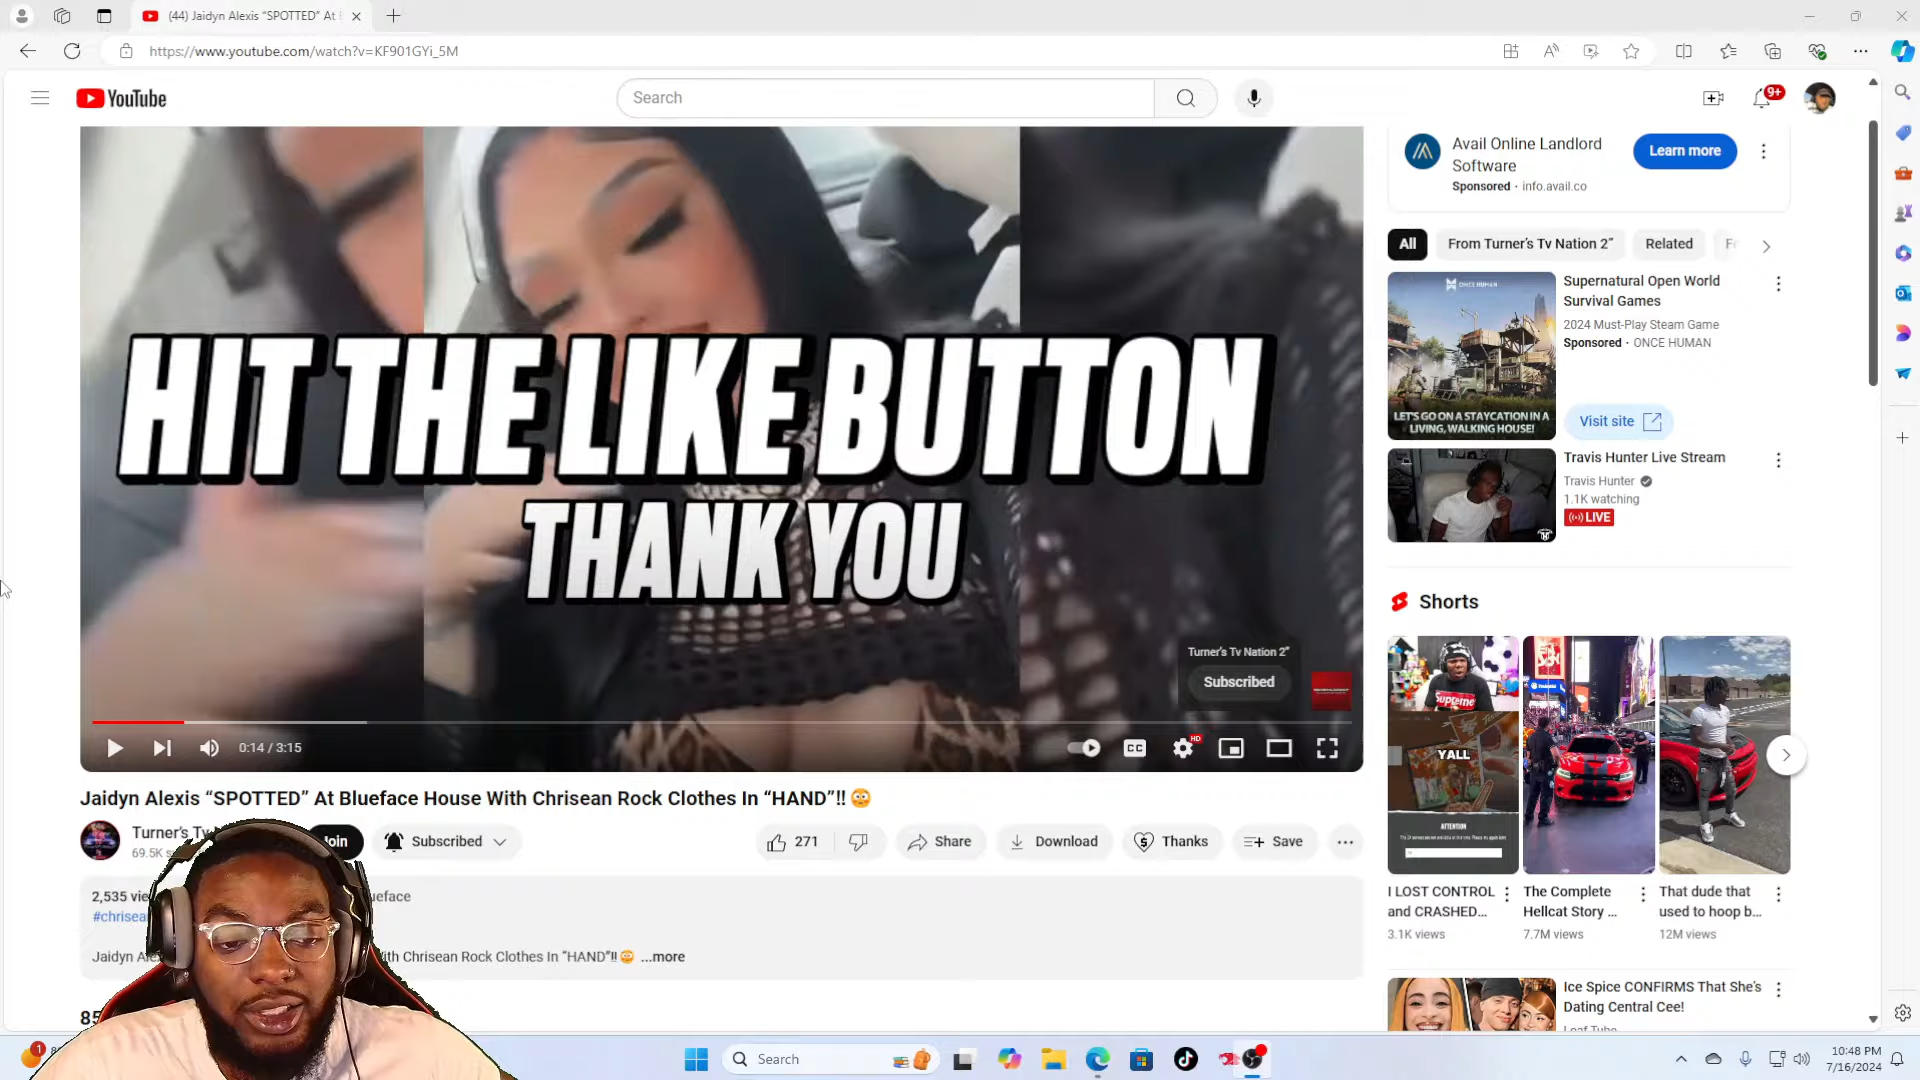 (44) Jaidyn Alexis “SPOTTED” At
https://www.youtube.com/watch?v=KF901GYi_5M
YouTube
Search
9+
Avail Online Landlord
Software
Sponsored · info.avail.co
Learn more
All
From Turner's Tv Nation 2”
Related
ONCE HUMAN
LET'S GO ON A STAYCATION IN A
LIVING, WALKING HOUSE!
Supernatural Open World
Survival Games
2024 Must-Play Steam Game
Sponsored · ONCE HUMAN
Visit site
Travis Hunter Live Stream
Travis Hunter
1.1K watching
LIVE
HIT THE LIKE BUTTON
THANK YOU
Turner's Tv Nation 2”
Subscribed
0:14 / 3:15
CC
HD
Shorts
Supreme
YALL
ATTENTION
I LOST CONTROL
and CRASHED...
3.1K views
The Complete
Hellcat Story ...
7.7M views
That dude that
used to hoop b...
12M views
Jaidyn Alexis “SPOTTED” At Blueface House With Chrisean Rock Clothes In “HAND”!! 😳
Turner's Tv
69.5K
Join
Subscribed
271
Share
Download
Thanks
Save
2,535
#chrisea
Jaidyn
ith Chrisean Rock Clothes In “HAND”!! 😳 ...more
Ice Spice CONFIRMS That She's
Dating Central Cee!
1
Search
10:48 PM
7/16/2024